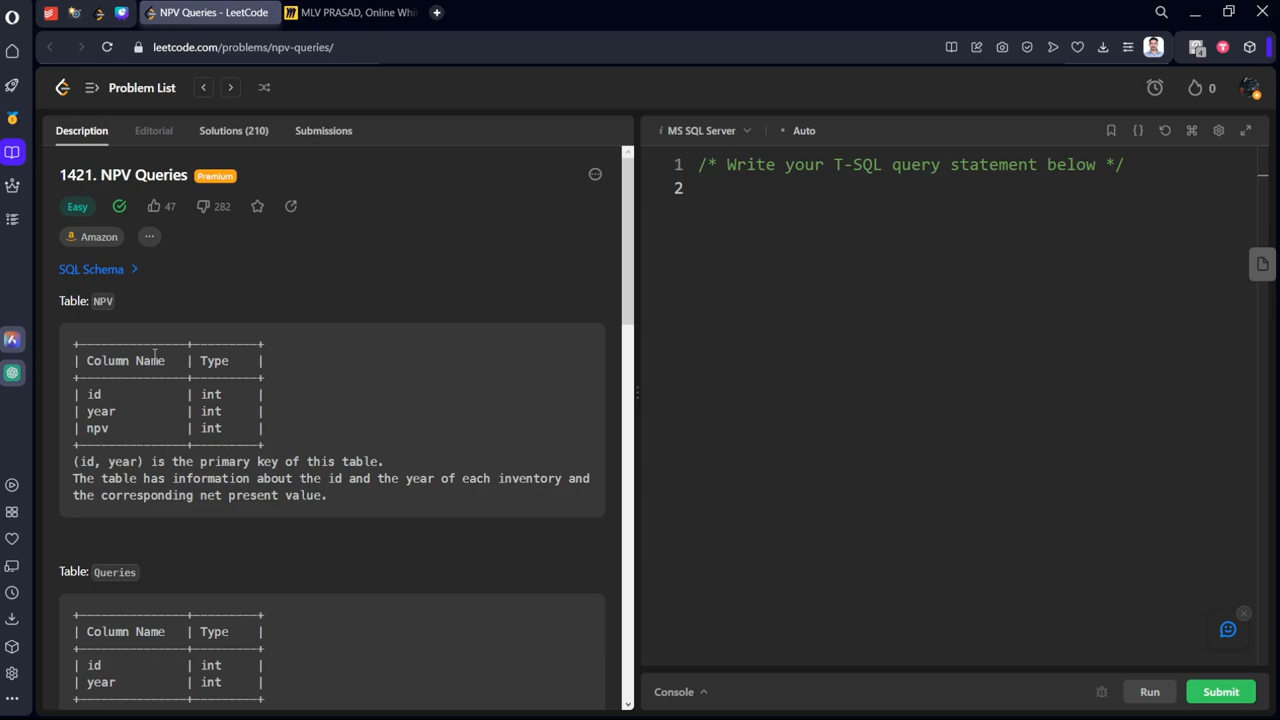 NPV Queries - LeetCode
MLV PRASAD, Online Whi
leetcode.com/problems/npv-queries/
4
Problem List
0
Description
Editorial
Solutions (210)
Submissions
1421. NPV Queries
Premium
Easy
47
282
Amazon
SQL Schema
Table: NPV
+---------------+---------+
| Column Name   | Type    |
+---------------+---------+
| id            | int     |
| year          | int     |
| npv           | int     |
+---------------+---------+
(id, year) is the primary key of this table.
The table has information about the id and the year of each inventory and
the corresponding net present value.
Table: Queries
+---------------+---------+
| Column Name   | Type    |
+---------------+---------+
| id            | int     |
| year          | int     |
+---------------+---------+
i MS SQL Server
• Auto
1 /* Write your T-SQL query statement below */
2
Console
Run
Submit